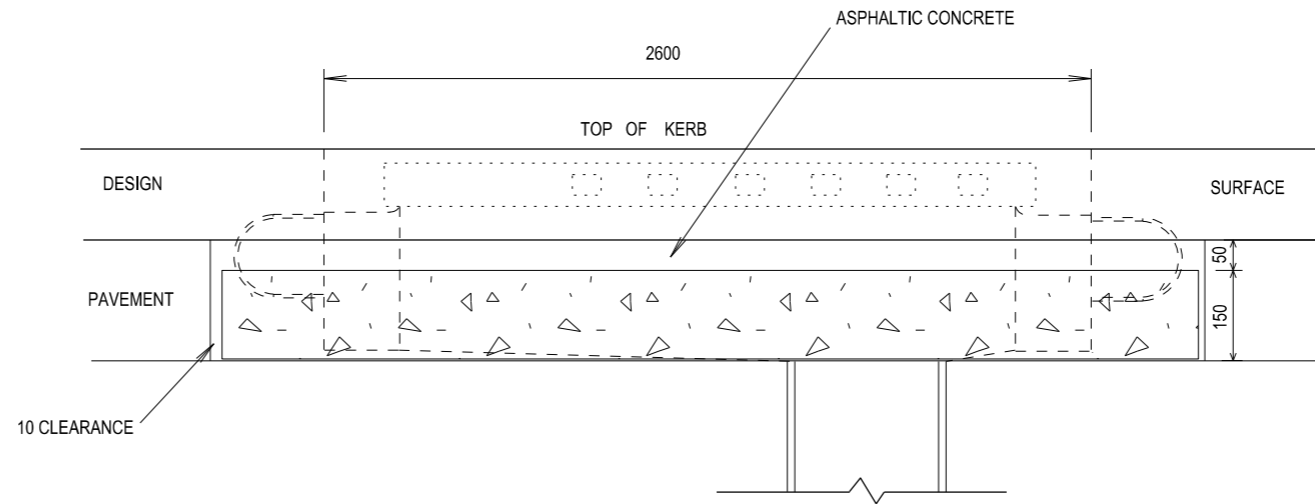 ASPHALTIC CONCRETE
2600
TOP OF KERB
DESIGN
SURFACE
50
PAVEMENT
150
10 CLEARANCE